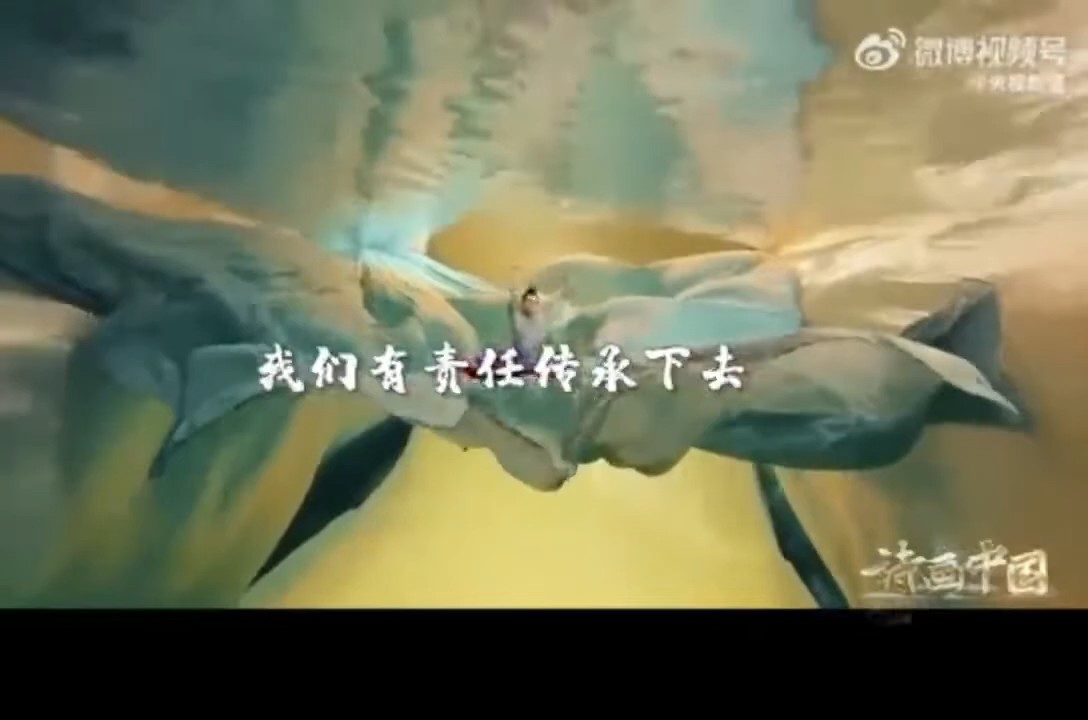 微博视频号
我们有责任传承下去
诗画中国